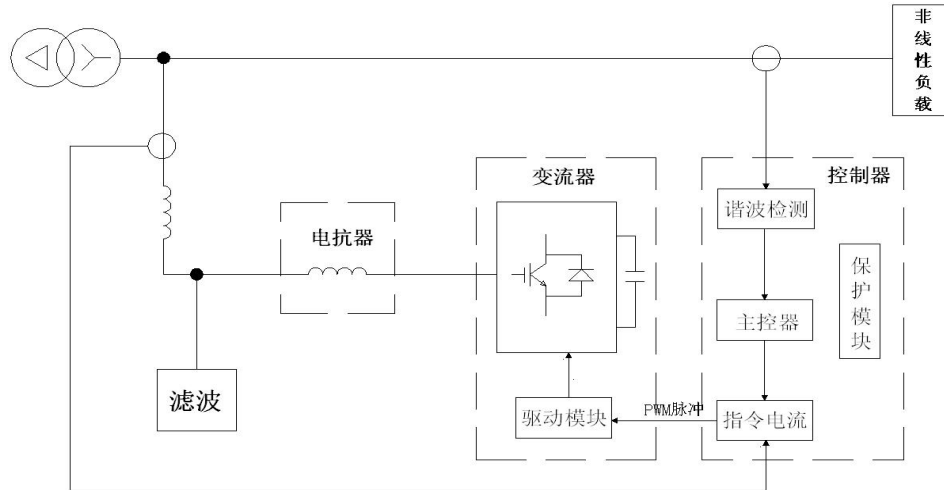 非线性负载
变流器
控制器
谐波检测
电抗器
保护模块
主控器
滤波
驱动模块
PWM脉冲
指令电流